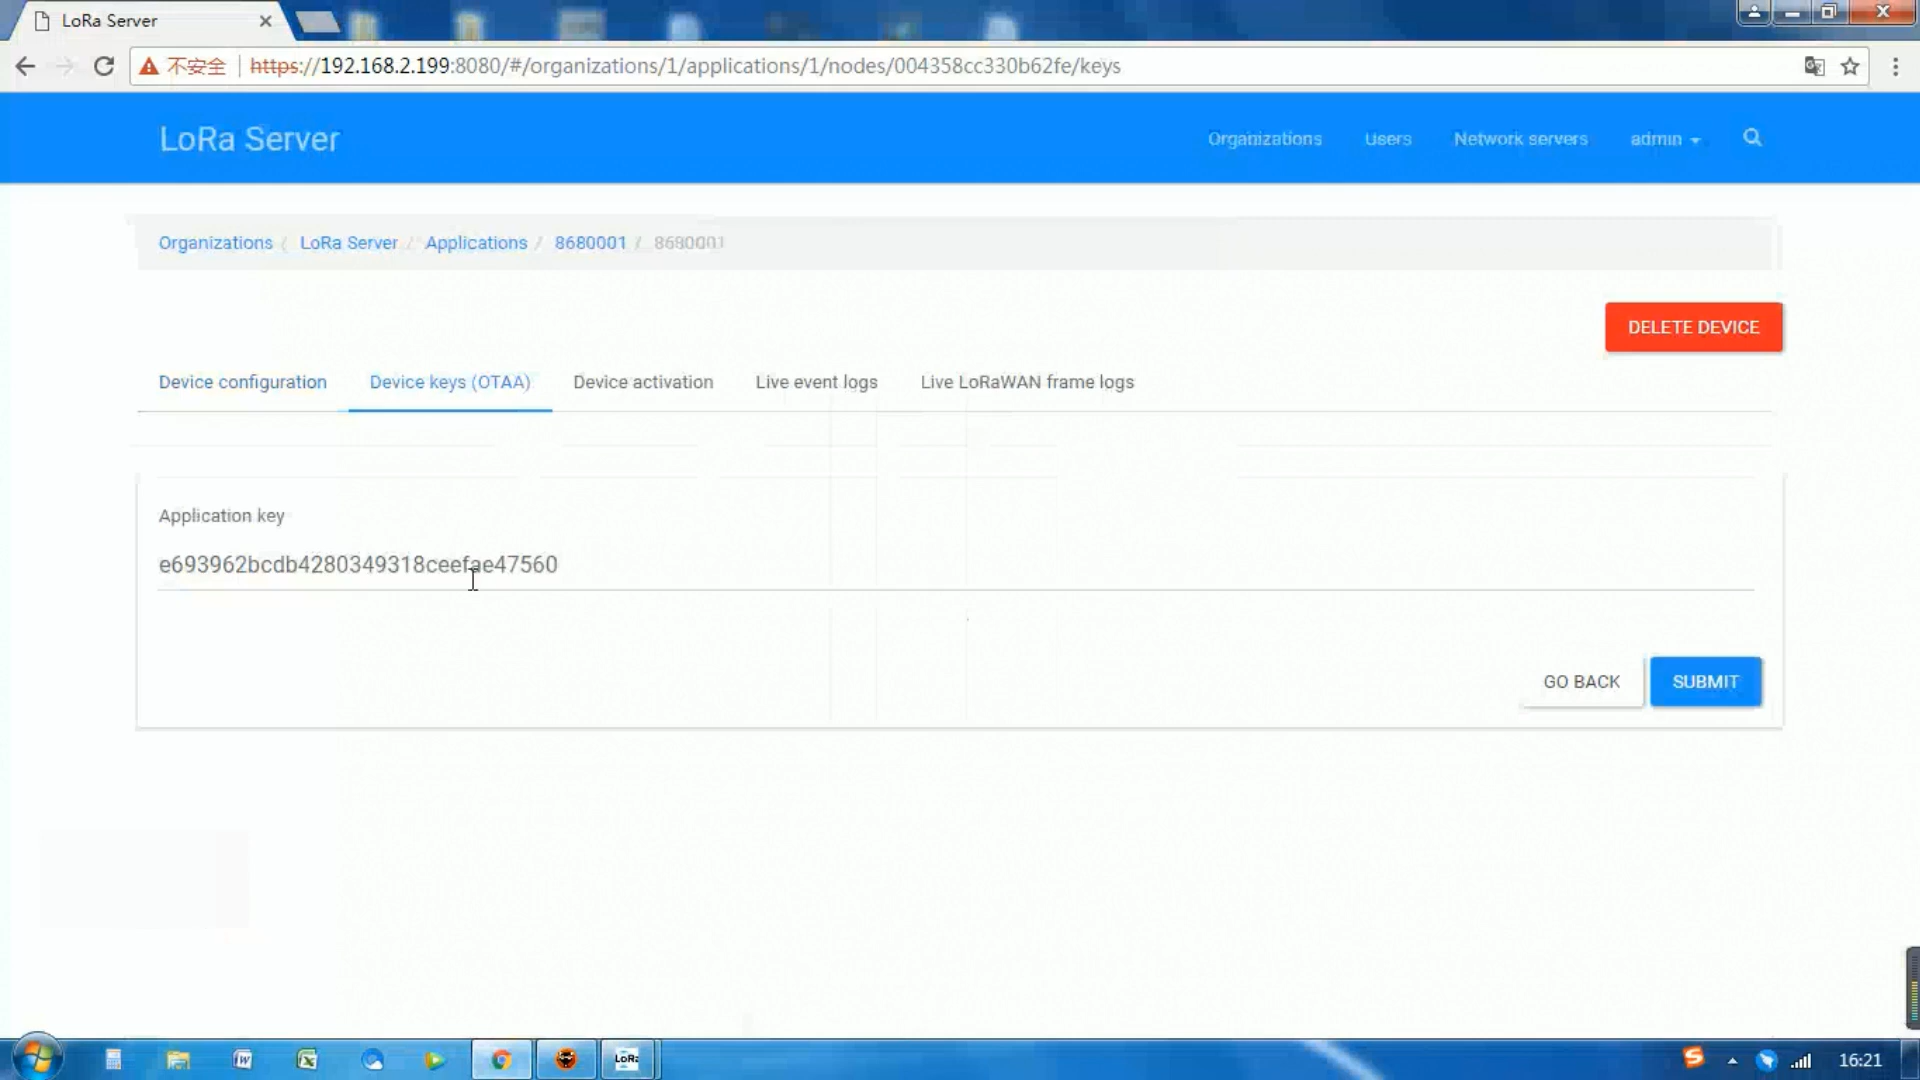 LoRa Server
不安全 https://192.168.2.199:8080/#/organizations/1/applications/1/nodes/004358cc330b62fe/keys
LoRa Server Organizations Users Network servers admin
Organizations / LoRa Server / Applications / 8680001 / 8680001
DELETE DEVICE
Device configuration Device keys (OTAA) Device activation Live event logs Live LoRaWAN frame logs
Application key
e693962bcdb4280349318ceefae47560
GO BACK SUBMIT
LoRa 16:21